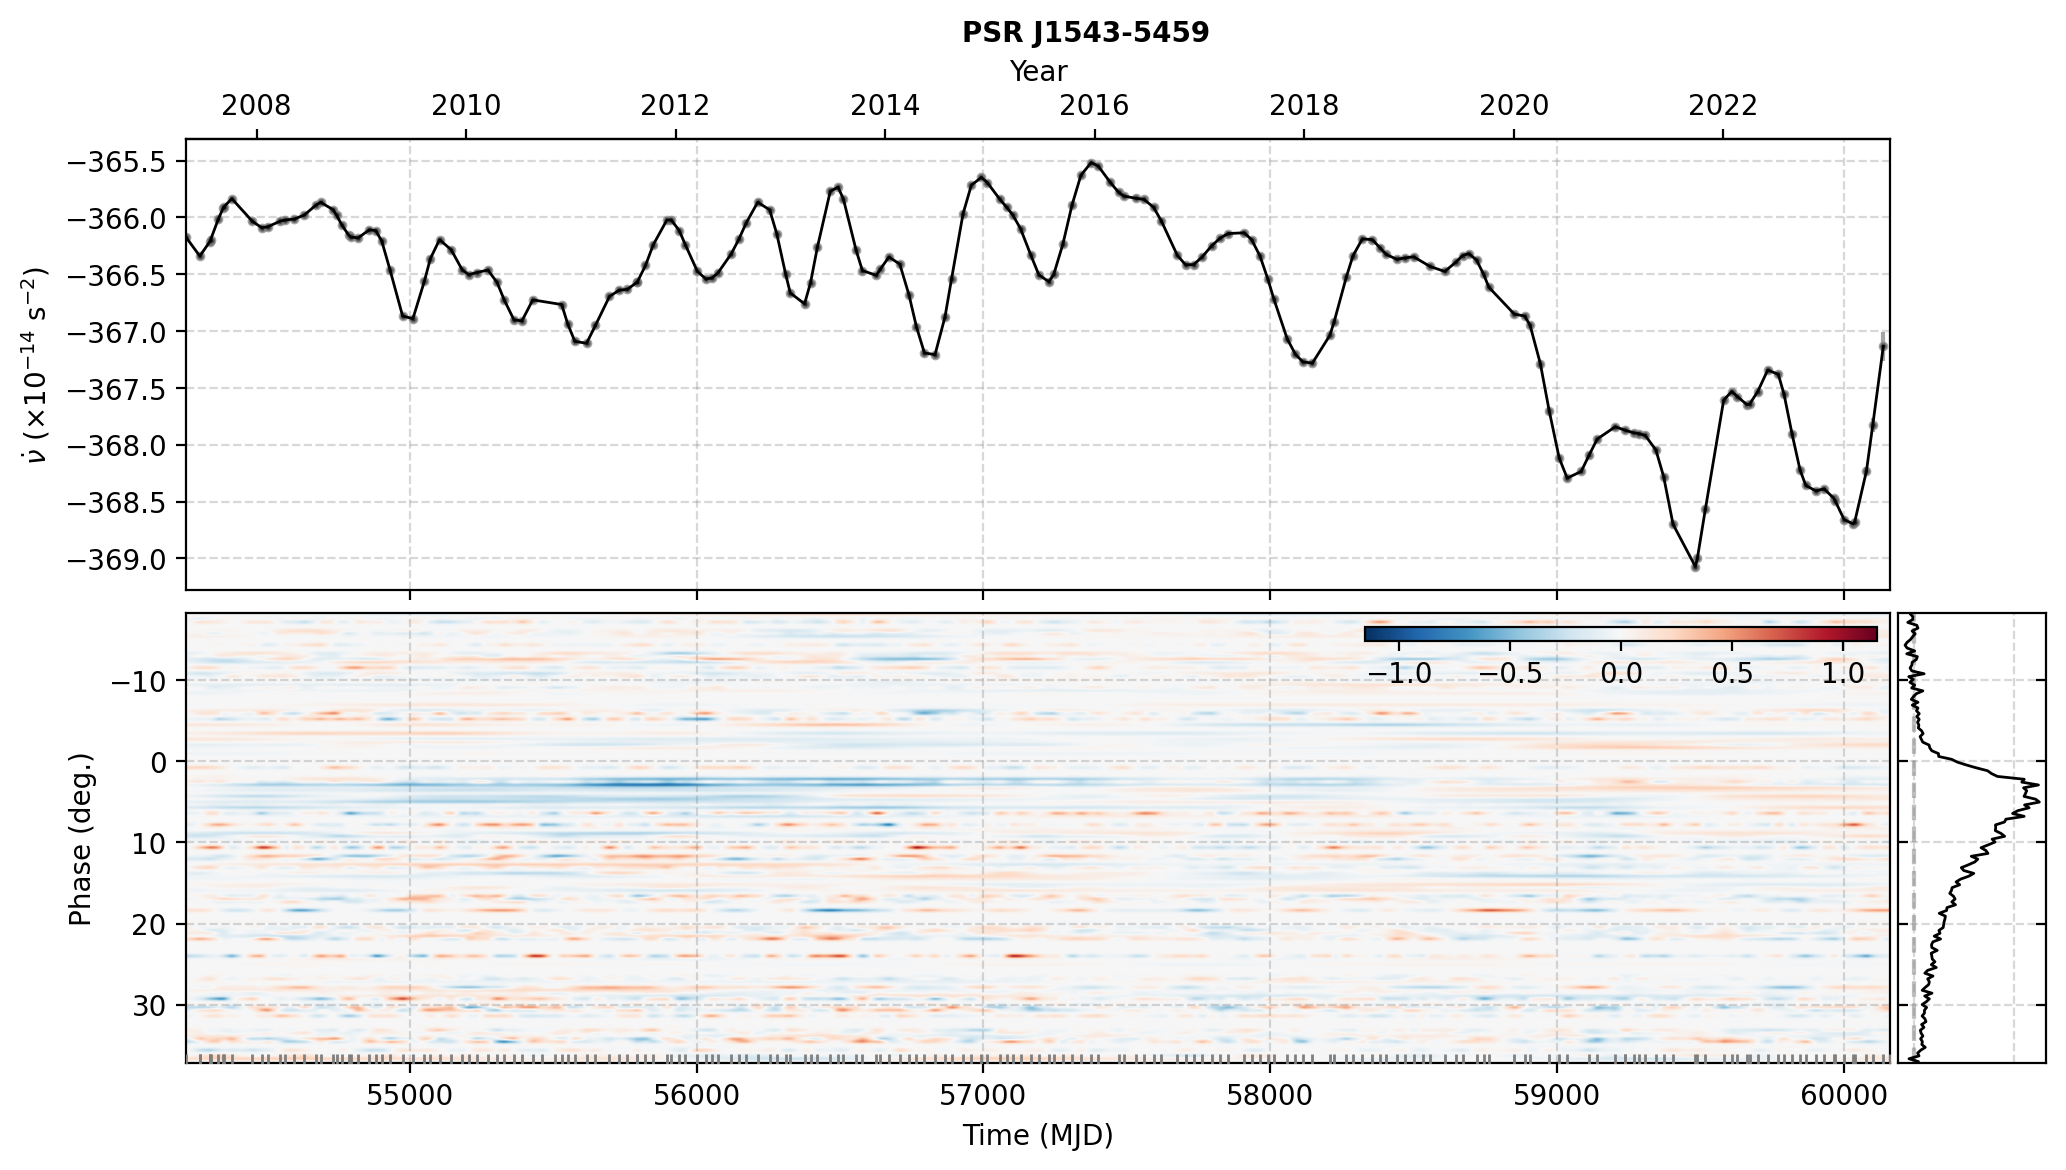 PSR J1543-5459
Year
2008 2010 2012 2014 2016 2018 2020 2022
−365.5
−366.0
−366.5
−367.0
−367.5
−368.0
−368.5
−369.0
ν̇ (×10⁻¹⁴ s⁻²)
−1.0 −0.5 0.0 0.5 1.0
−10
0
10
20
30
Phase (deg.)
55000 56000 57000 58000 59000 60000
Time (MJD)